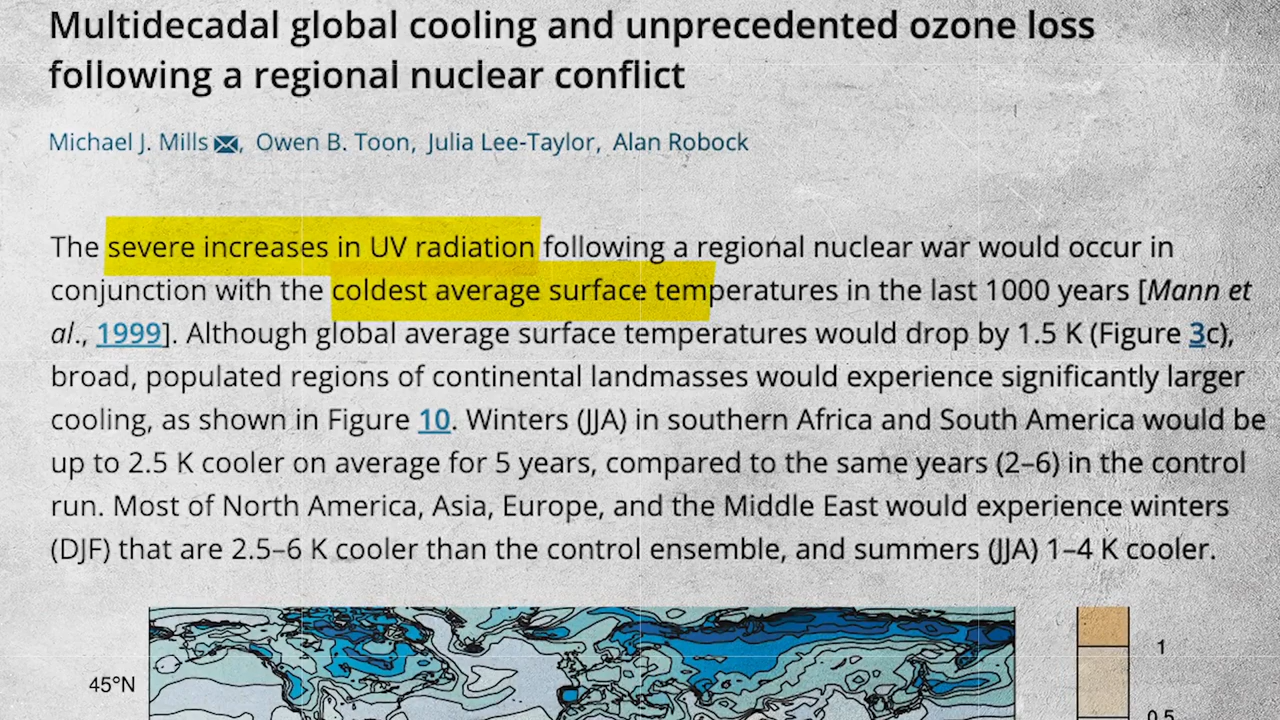 Multidecadal global cooling and unprecedented ozone loss
following a regional nuclear conflict
Michael J. Mills, Owen B. Toon, Julia Lee-Taylor, Alan Robock
The severe increases in UV radiation following a regional nuclear war would occur in
conjunction with the coldest average surface temperatures in the last 1000 years [Mann et
al., 1999]. Although global average surface temperatures would drop by 1.5 K (Figure 3c),
broad, populated regions of continental landmasses would experience significantly larger
cooling, as shown in Figure 10. Winters (JJA) in southern Africa and South America would be
up to 2.5 K cooler on average for 5 years, compared to the same years (2–6) in the control
run. Most of North America, Asia, Europe, and the Middle East would experience winters
(DJF) that are 2.5–6 K cooler than the control ensemble, and summers (JJA) 1–4 K cooler.
1
45°N
0.5